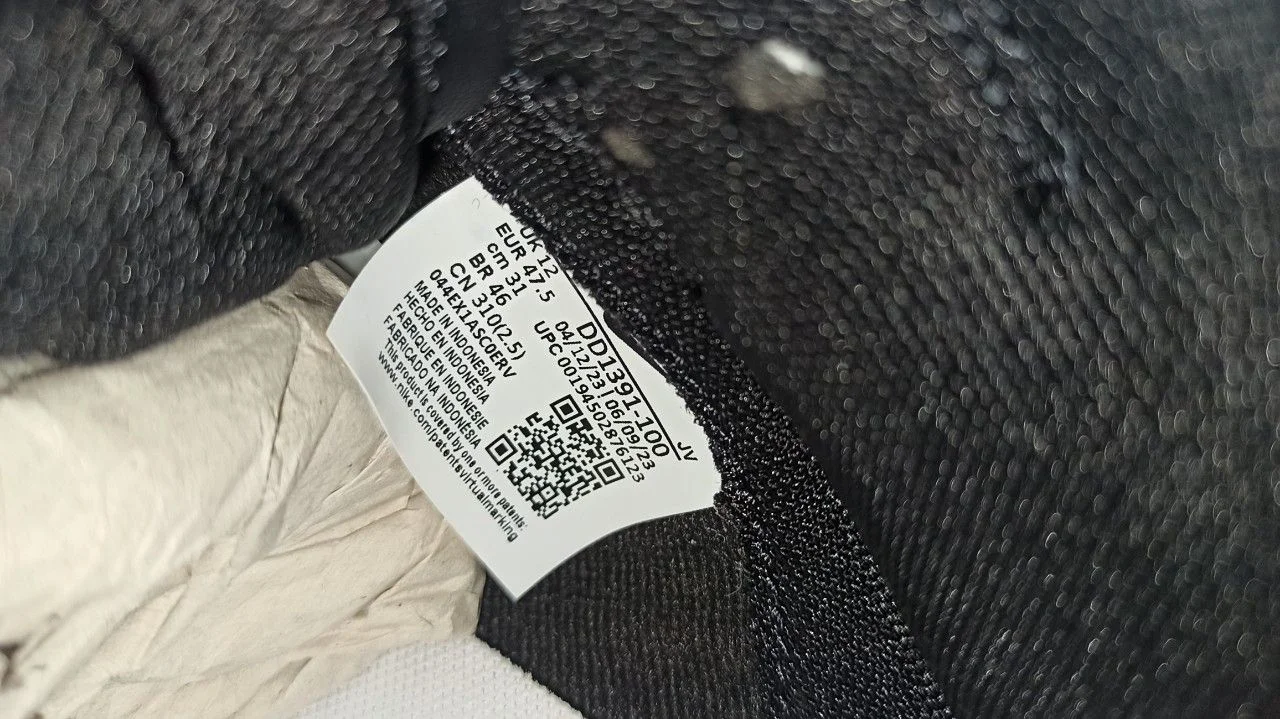 UK 12
EUR 47.5
cm 31
BR 46
CN 310(2.5)
044EX1ASC0ERV
MADE IN INDONESIA
HECHO EN INDONESIA
FABRIQUE EN INDONESIE
FABRICADO NA INDONÉSIA
This product is covered by one or more patents:
www.nike.com/patentsvirtualmarking
JV
DD1391-100
04/12/23 | 06/09/23
UPC 00194502876123